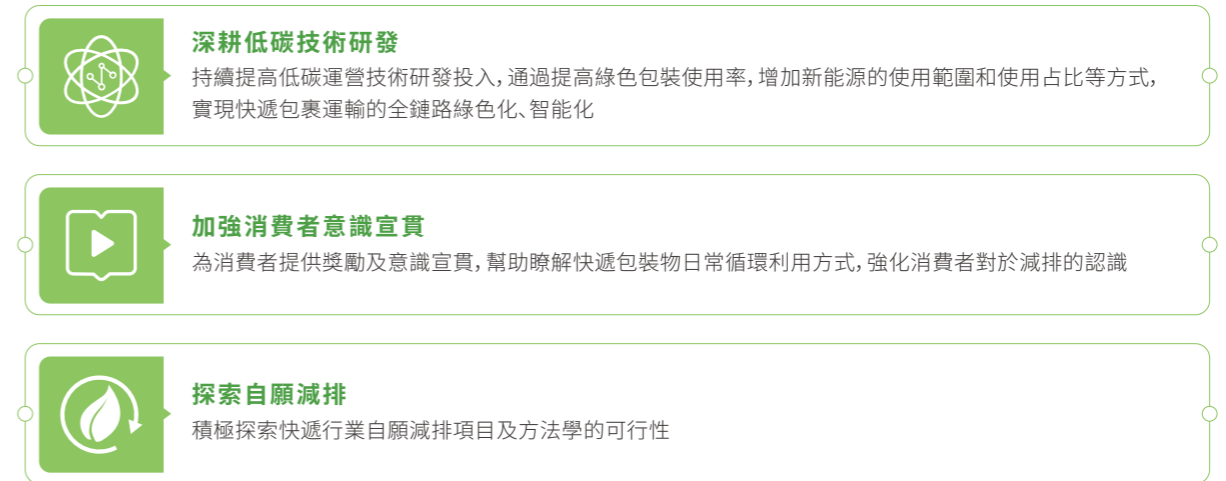 深耕低碳技術研發
持續提高低碳運營技術研發投入，通過提高綠色包裝使用率，增加新能源的使用範圍和使用占比等方式，
實現快遞包裹運輸的全鏈路綠色化、智能化
加強消費者意識宣貫
為消費者提供獎勵及意識宣貫，幫助瞭解快遞包裝物日常循環利用方式，強化消費者對於減排的認識
探索自願減排
積極探索快遞行業自願減排項目及方法學的可行性